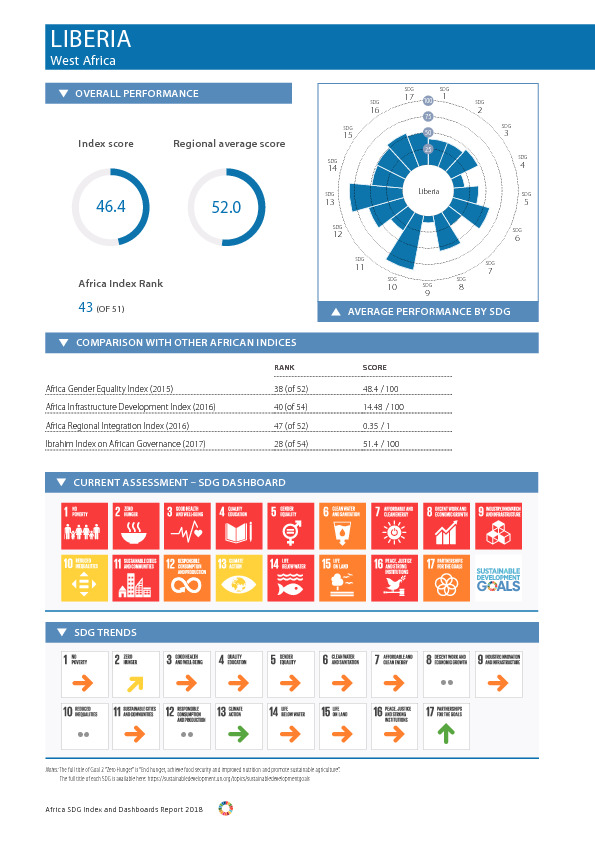 LIBERIA
West Africa
▼ OVERALL PERFORMANCE
Index score
Regional average score
46.4
52.0
Africa Index Rank
43 (OF 51)
SDG 1
SDG 2
SDG 3
SDG 4
SDG 5
SDG 6
SDG 7
SDG 8
SDG 9
SDG 10
SDG 11
SDG 12
SDG 13
SDG 14
SDG 15
SDG 16
SDG 17
100
75
50
25
Liberia
▲ AVERAGE PERFORMANCE BY SDG
▼ COMPARISON WITH OTHER AFRICAN INDICES
RANK SCORE
Africa Gender Equality Index (2015) 38 (of 52) 48.4 / 100
Africa Infrastructure Development Index (2016) 40 (of 54) 14.48 / 100
Africa Regional Integration Index (2016) 47 (of 52) 0.35 / 1
Ibrahim Index on African Governance (2017) 28 (of 54) 51.4 / 100
▼ CURRENT ASSESSMENT – SDG DASHBOARD
1 NO POVERTY
2 ZERO HUNGER
3 GOOD HEALTH AND WELL-BEING
4 QUALITY EDUCATION
5 GENDER EQUALITY
6 CLEAN WATER AND SANITATION
7 AFFORDABLE AND CLEAN ENERGY
8 DECENT WORK AND ECONOMIC GROWTH
9 INDUSTRY, INNOVATION AND INFRASTRUCTURE
10 REDUCED INEQUALITIES
11 SUSTAINABLE CITIES AND COMMUNITIES
12 RESPONSIBLE CONSUMPTION AND PRODUCTION
13 CLIMATE ACTION
14 LIFE BELOW WATER
15 LIFE ON LAND
16 PEACE, JUSTICE AND STRONG INSTITUTIONS
17 PARTNERSHIPS FOR THE GOALS
SUSTAINABLE
DEVELOPMENT
GOALS
▼ SDG TRENDS
1 NO POVERTY
2 ZERO HUNGER
3 GOOD HEALTH AND WELL-BEING
4 QUALITY EDUCATION
5 GENDER EQUALITY
6 CLEAN WATER AND SANITATION
7 AFFORDABLE AND CLEAN ENERGY
8 DECENT WORK AND ECONOMIC GROWTH
9 INDUSTRY, INNOVATION AND INFRASTRUCTURE
10 REDUCED INEQUALITIES
11 SUSTAINABLE CITIES AND COMMUNITIES
12 RESPONSIBLE CONSUMPTION AND PRODUCTION
13 CLIMATE ACTION
14 LIFE BELOW WATER
15 LIFE ON LAND
16 PEACE, JUSTICE AND STRONG INSTITUTIONS
17 PARTNERSHIPS FOR THE GOALS
Notes: The full title of Goal 2 "Zero Hunger" is "End hunger, achieve food security and improved nutrition and promote sustainable agriculture".
The full title of each SDG is available here: https://sustainabledevelopment.un.org/topics/sustainabledevelopmentgoals
Africa SDG Index and Dashboards Report 2018